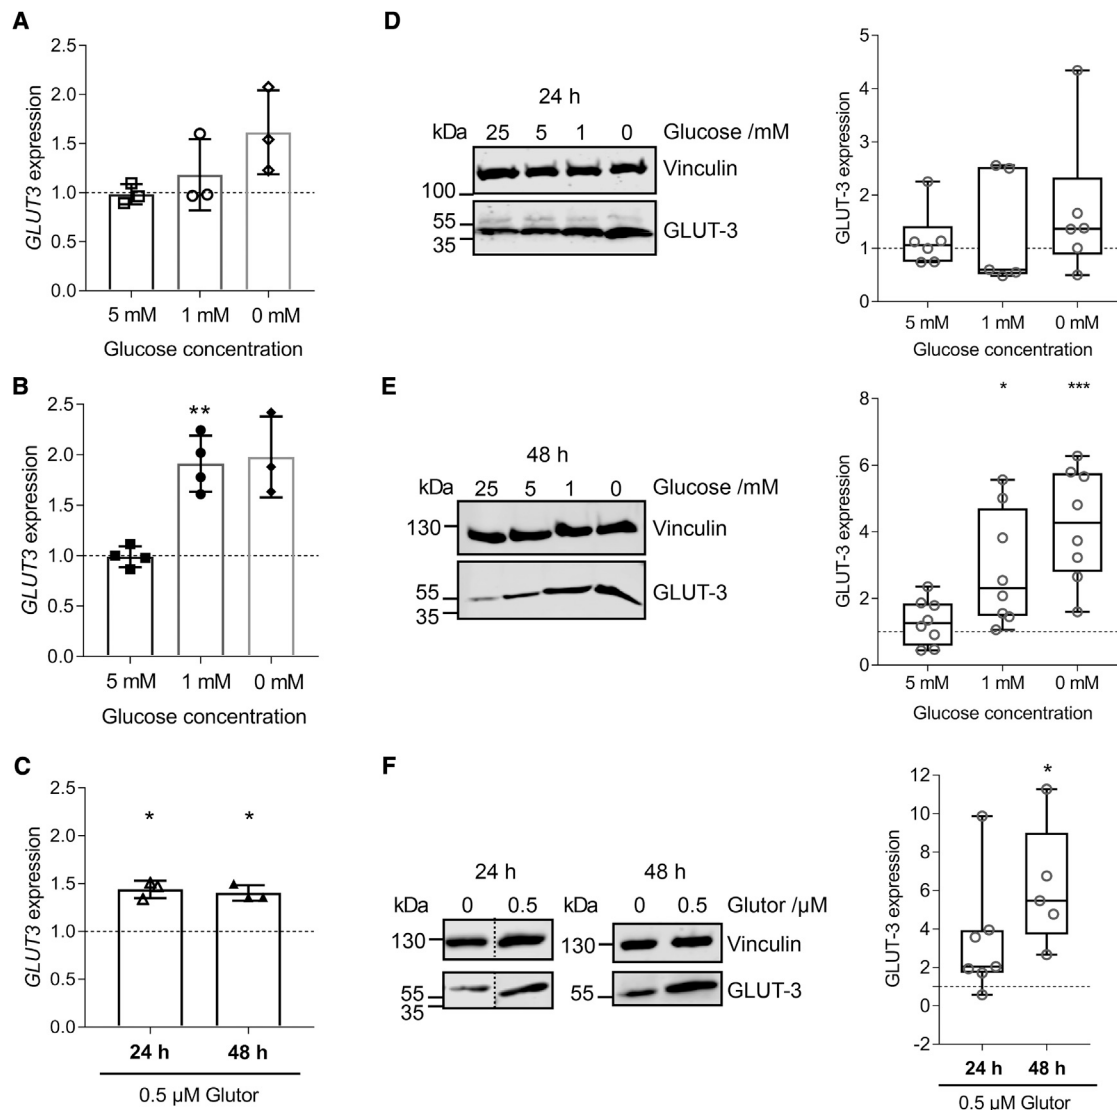 A
2.5
2.0
1.5
1.0
0.5
0.0
GLUT3 expression
5 mM 1 mM 0 mM
Glucose concentration
D
24 h
kDa 25 5 1 0 Glucose /mM
Vinculin
100
55
35
GLUT-3
5
4
3
2
1
0
GLUT-3 expression
5 mM 1 mM 0 mM
Glucose concentration
B
2.5
2.0
1.5
1.0
0.5
0.0
GLUT3 expression
**
5 mM 1 mM 0 mM
Glucose concentration
E
48 h
kDa 25 5 1 0 Glucose /mM
130
Vinculin
55
35
GLUT-3
* ***
8
6
4
2
0
GLUT-3 expression
5 mM 1 mM 0 mM
Glucose concentration
C
2.5
2.0
1.5
1.0
0.5
0.0
GLUT3 expression
* *
24 h 48 h
0.5 µM Glutor
F
24 h 48 h
kDa 0 0.5 kDa 0 0.5 Glutor /µM
130 130 Vinculin
55 55 GLUT-3
35
*
12
10
8
6
4
2
0
-2
GLUT-3 expression
24 h 48 h
0.5 µM Glutor